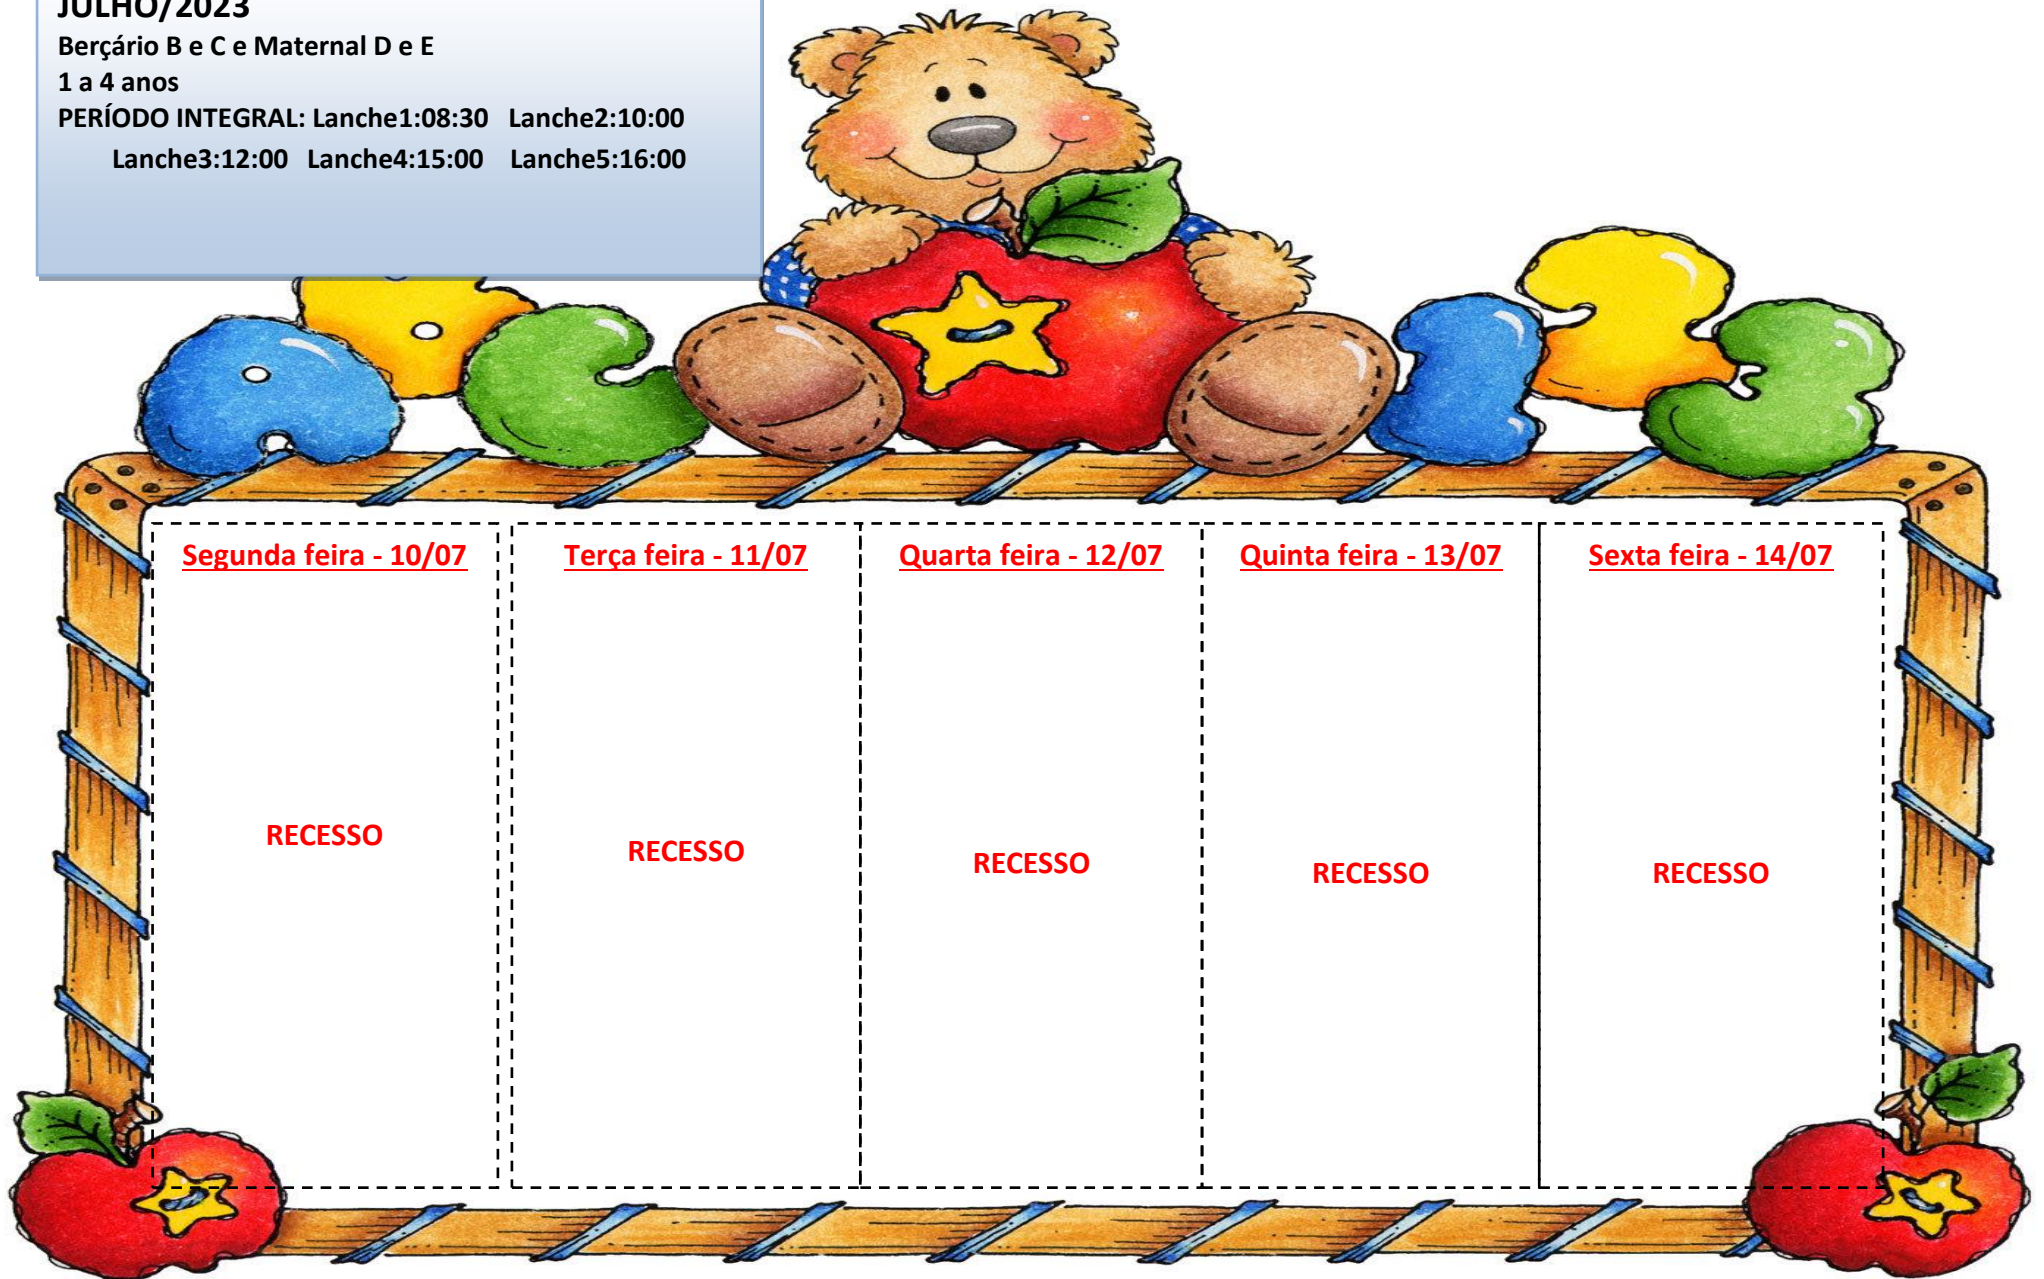 JULHO/2023
Berçário B e C e Maternal D e E
1 a 4 anos
PERÍODO INTEGRAL: Lanche1:08:30 Lanche2:10:00
Lanche3:12:00 Lanche4:15:00 Lanche5:16:00
Segunda feira - 10/07
RECESSO
Terça feira - 11/07
RECESSO
Quarta feira - 12/07
RECESSO
Quinta feira - 13/07
RECESSO
Sexta feira - 14/07
RECESSO